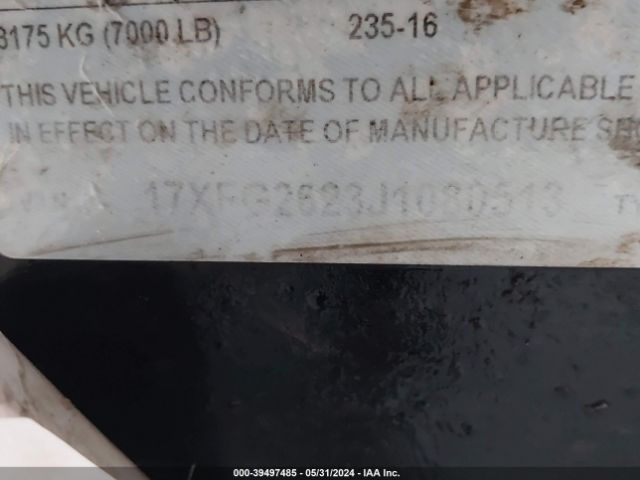 3175 KG (7000 LB) 235-16
THIS VEHICLE CONFORMS TO ALL APPLICABLE
IN EFFECT ON THE DATE OF MANUFACTURE
17XFG2623J1080513
000-39497485 - 05/31/2024 - IAA Inc.